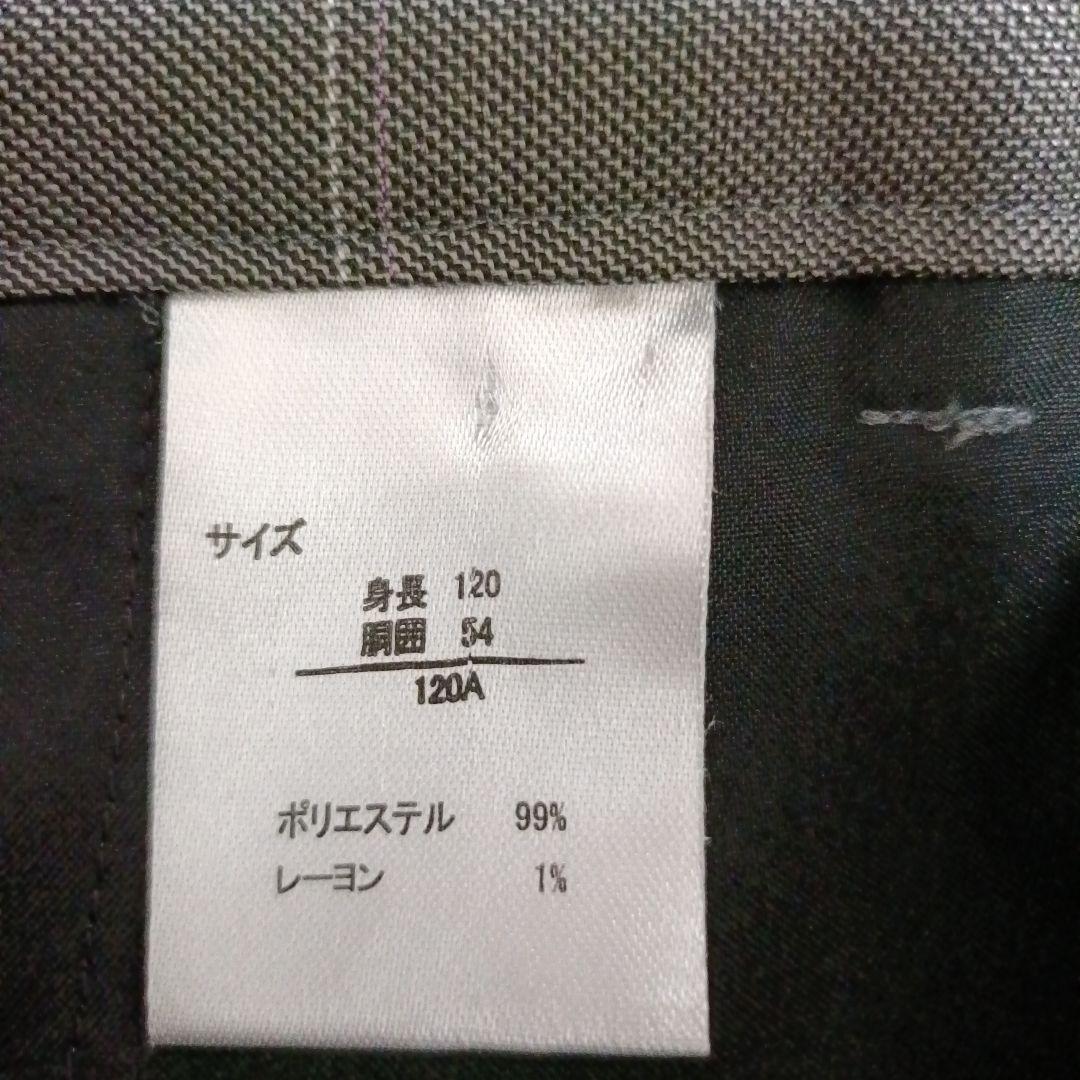 サイズ
身長 120
胴囲 54
120A
ポリエステル 99%
レーヨン 1%